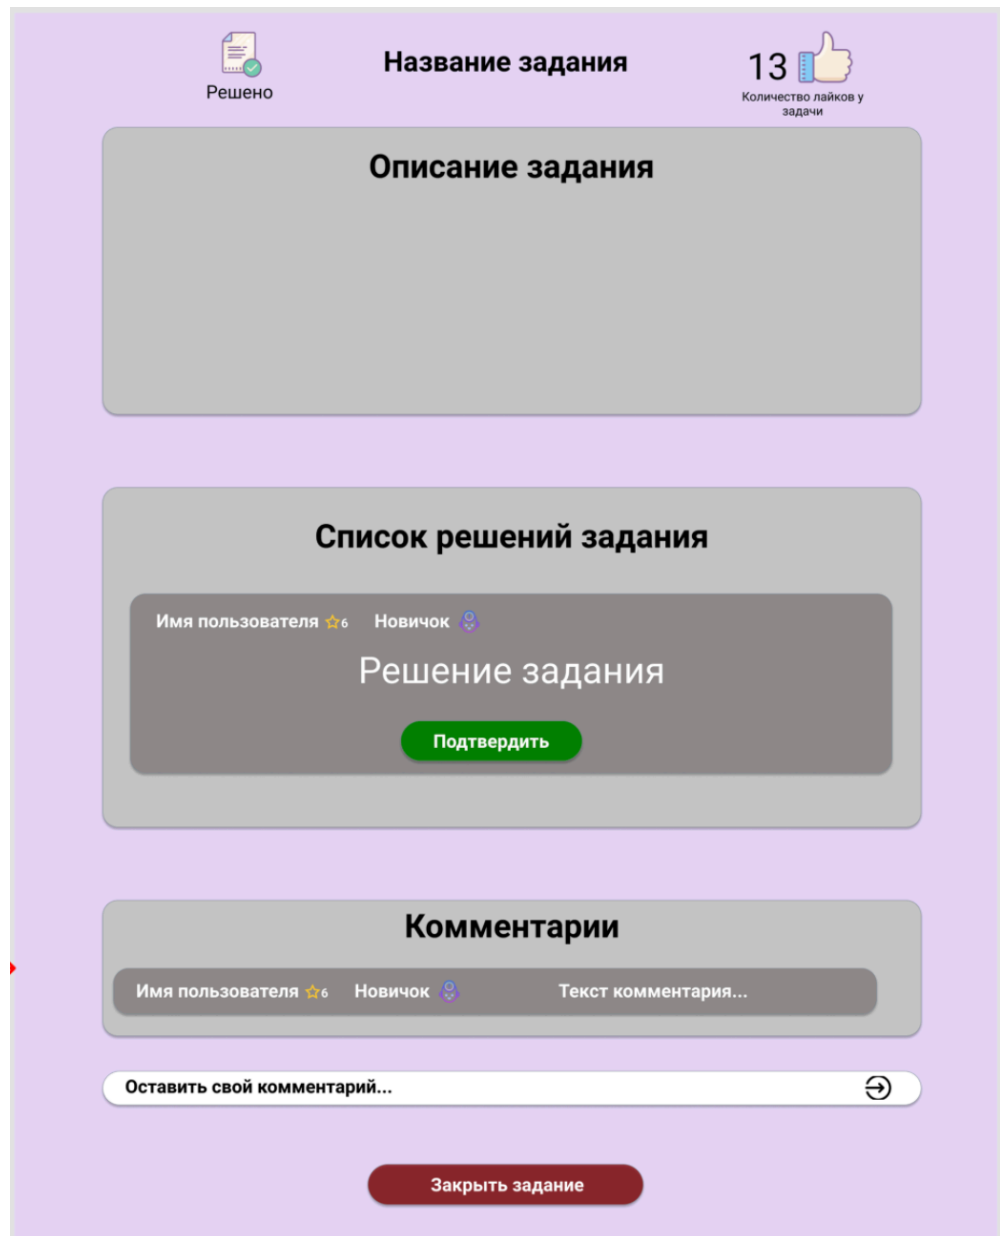 Решено
Название задания
13
Количество лайков у
задачи
Описание задания
Список решений задания
Имя пользователя 6 Новичок
Решение задания
Подтвердить
Комментарии
Имя пользователя 6 Новичок Текст комментария...
Оставить свой комментарий...
Закрыть задание